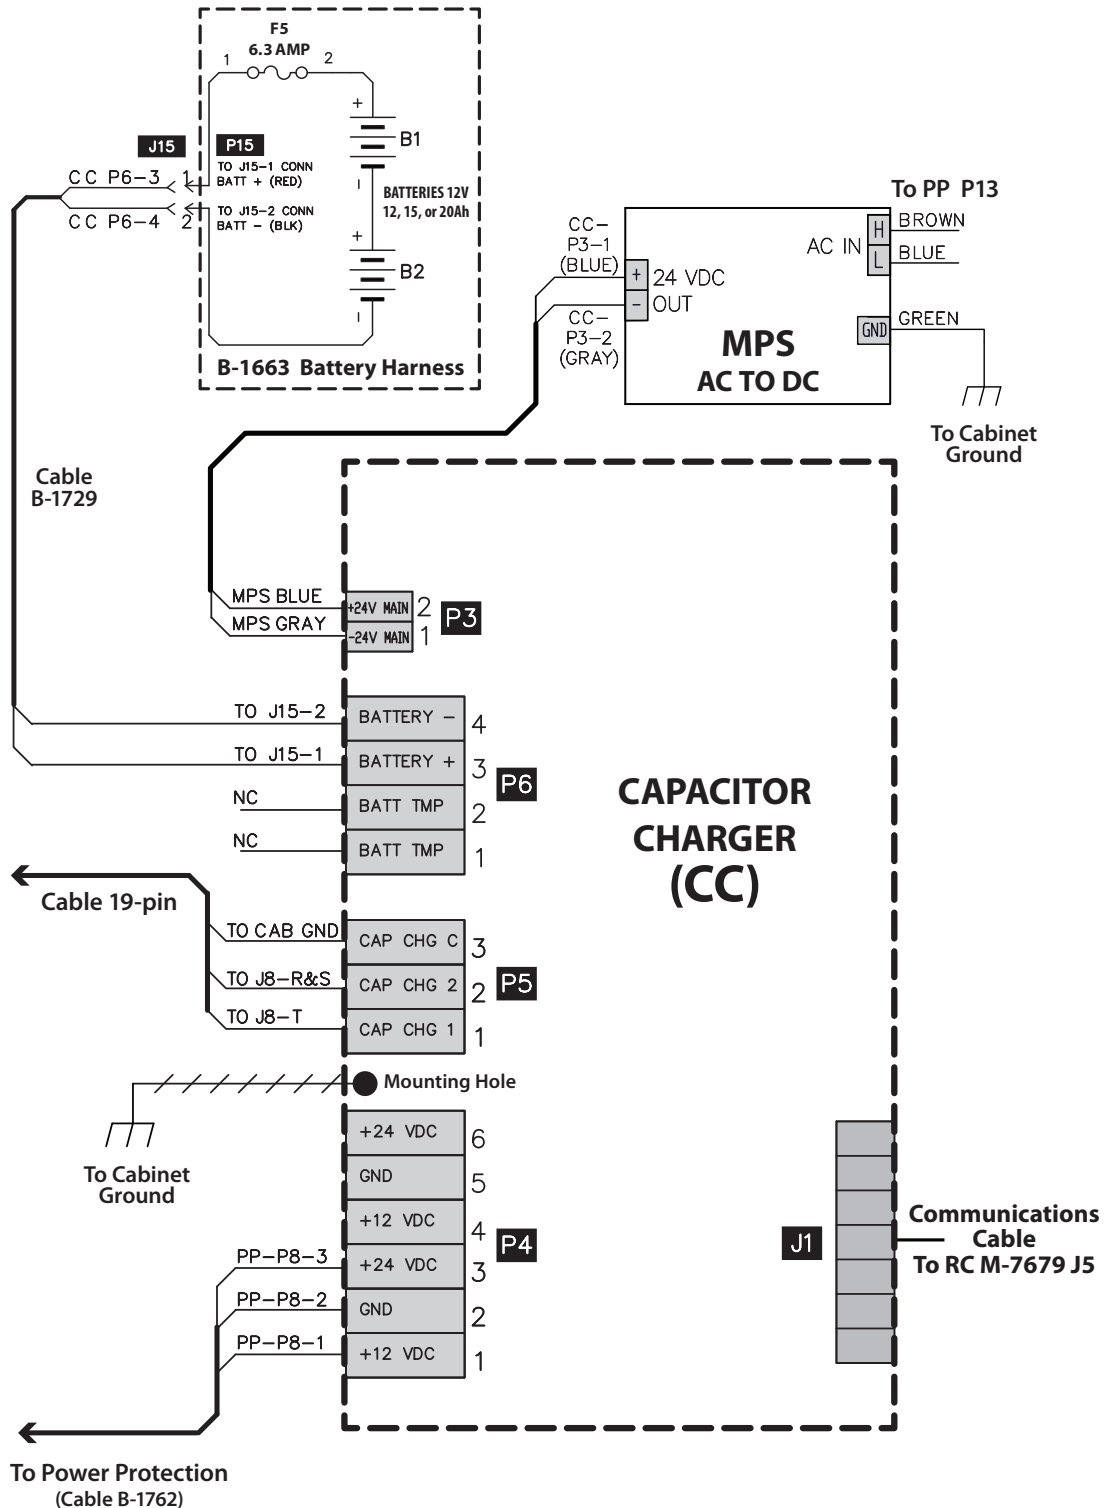 F5
6.3 AMP
1
2
+
B1
J15
P15
CC P6-3
1
TO J15-1 CONN
BATT + (RED)
CC P6-4
2
TO J15-2 CONN
BATT - (BLK)
-
BATTERIES 12V
12, 15, or 20Ah
+
B2
-
B-1663 Battery Harness
To PP P13
CC-
P3-1
(BLUE)
CC-
P3-2
(GRAY)
+
24 VDC
-
OUT
AC IN
H
BROWN
L
BLUE
GND
GREEN
MPS
AC TO DC
To Cabinet
Ground
Cable
B-1729
MPS BLUE
+24V MAIN
2
MPS GRAY
-24V MAIN
1
P3
TO J15-2
BATTERY -
4
TO J15-1
BATTERY +
3
NC
BATT TMP
2
NC
BATT TMP
1
P6
CAPACITOR
CHARGER
(CC)
Cable 19-pin
TO CAB GND
CAP CHG C
3
TO J8-R&S
CAP CHG 2
2
TO J8-T
CAP CHG 1
1
P5
Mounting Hole
To Cabinet
Ground
+24 VDC
6
GND
5
+12 VDC
4
PP-P8-3
+24 VDC
3
PP-P8-2
GND
2
PP-P8-1
+12 VDC
1
P4
J1
Communications
Cable
To RC M-7679 J5
To Power Protection
(Cable B-1762)